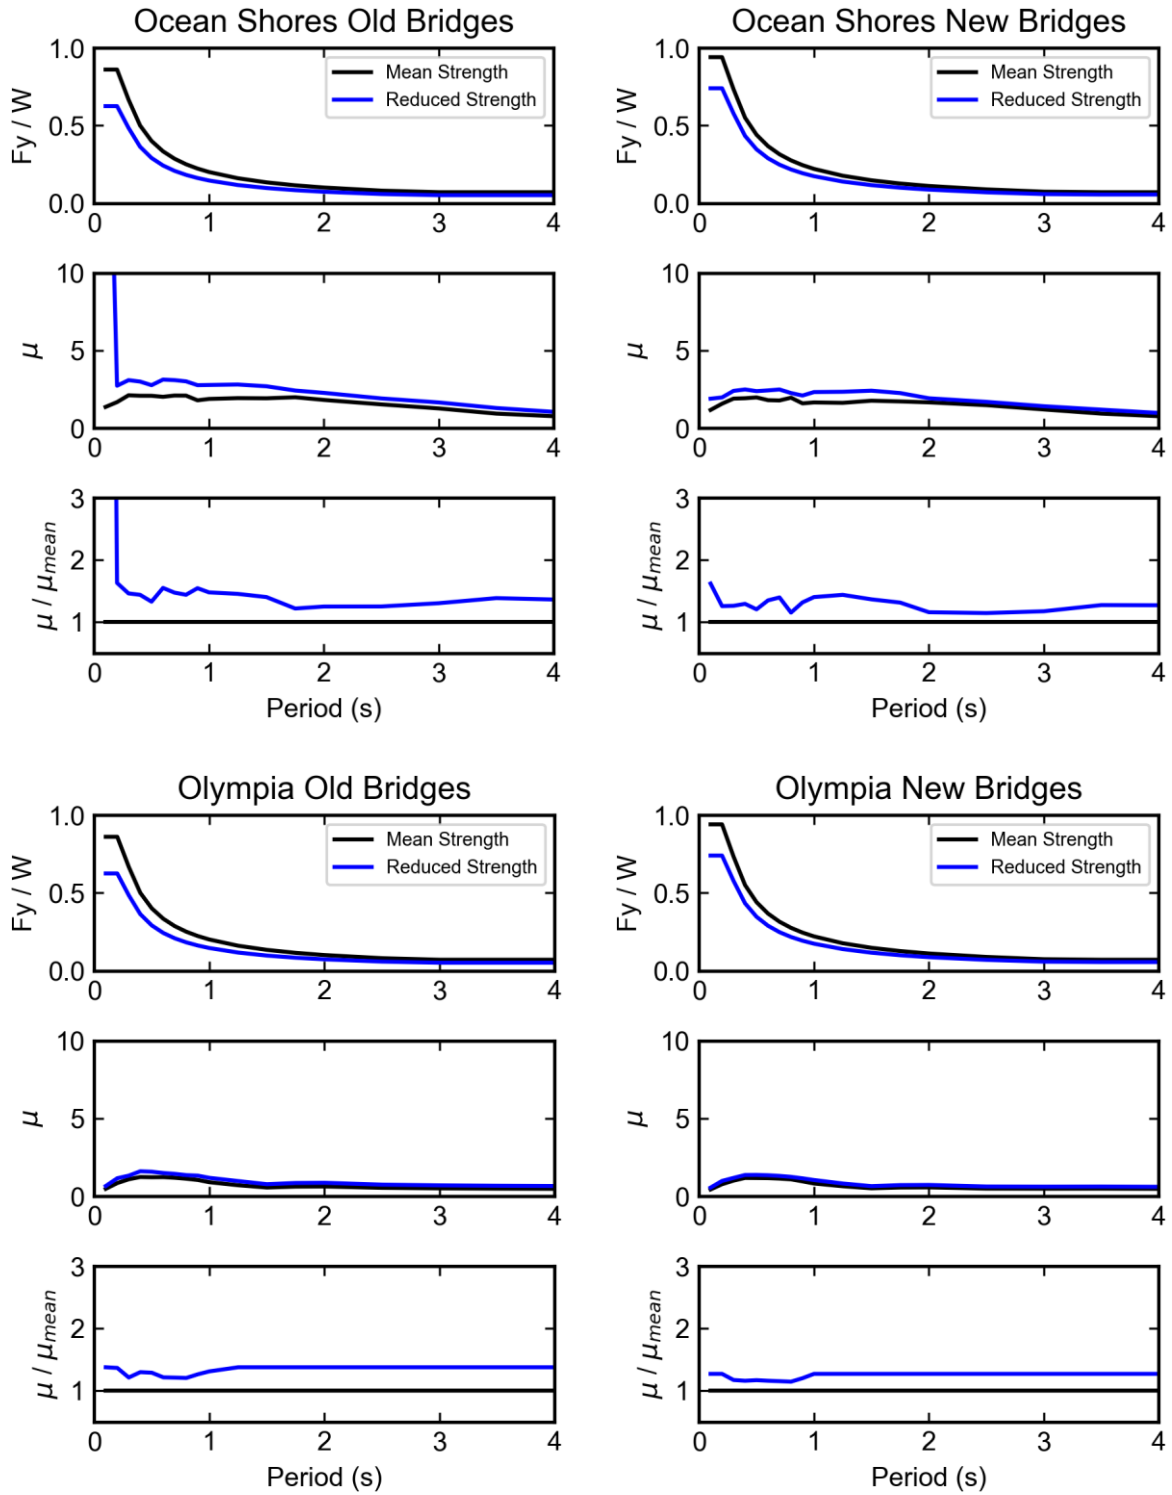 Ocean Shores Old Bridges
1.0
0.5
0.0
Fy / W
Mean Strength
Reduced Strength
0 1 2 3 4
10
5
0
μ
0 1 2 3 4
3
2
1
μ / μmean
0 1 2 3 4
Period (s)
Ocean Shores New Bridges
1.0
0.5
0.0
Fy / W
Mean Strength
Reduced Strength
0 1 2 3 4
10
5
0
μ
0 1 2 3 4
3
2
1
μ / μmean
0 1 2 3 4
Period (s)
Olympia Old Bridges
1.0
0.5
0.0
Fy / W
Mean Strength
Reduced Strength
0 1 2 3 4
10
5
0
μ
0 1 2 3 4
3
2
1
μ / μmean
0 1 2 3 4
Period (s)
Olympia New Bridges
1.0
0.5
0.0
Fy / W
Mean Strength
Reduced Strength
0 1 2 3 4
10
5
0
μ
0 1 2 3 4
3
2
1
μ / μmean
0 1 2 3 4
Period (s)